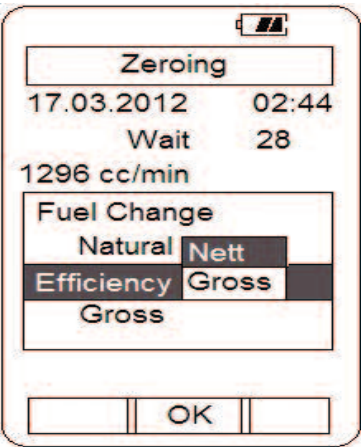 Zeroing
17.03.2012 02:44
Wait 28
1296 cc/min
Fuel Change
Natural Nett
Efficiency Gross
Gross
OK